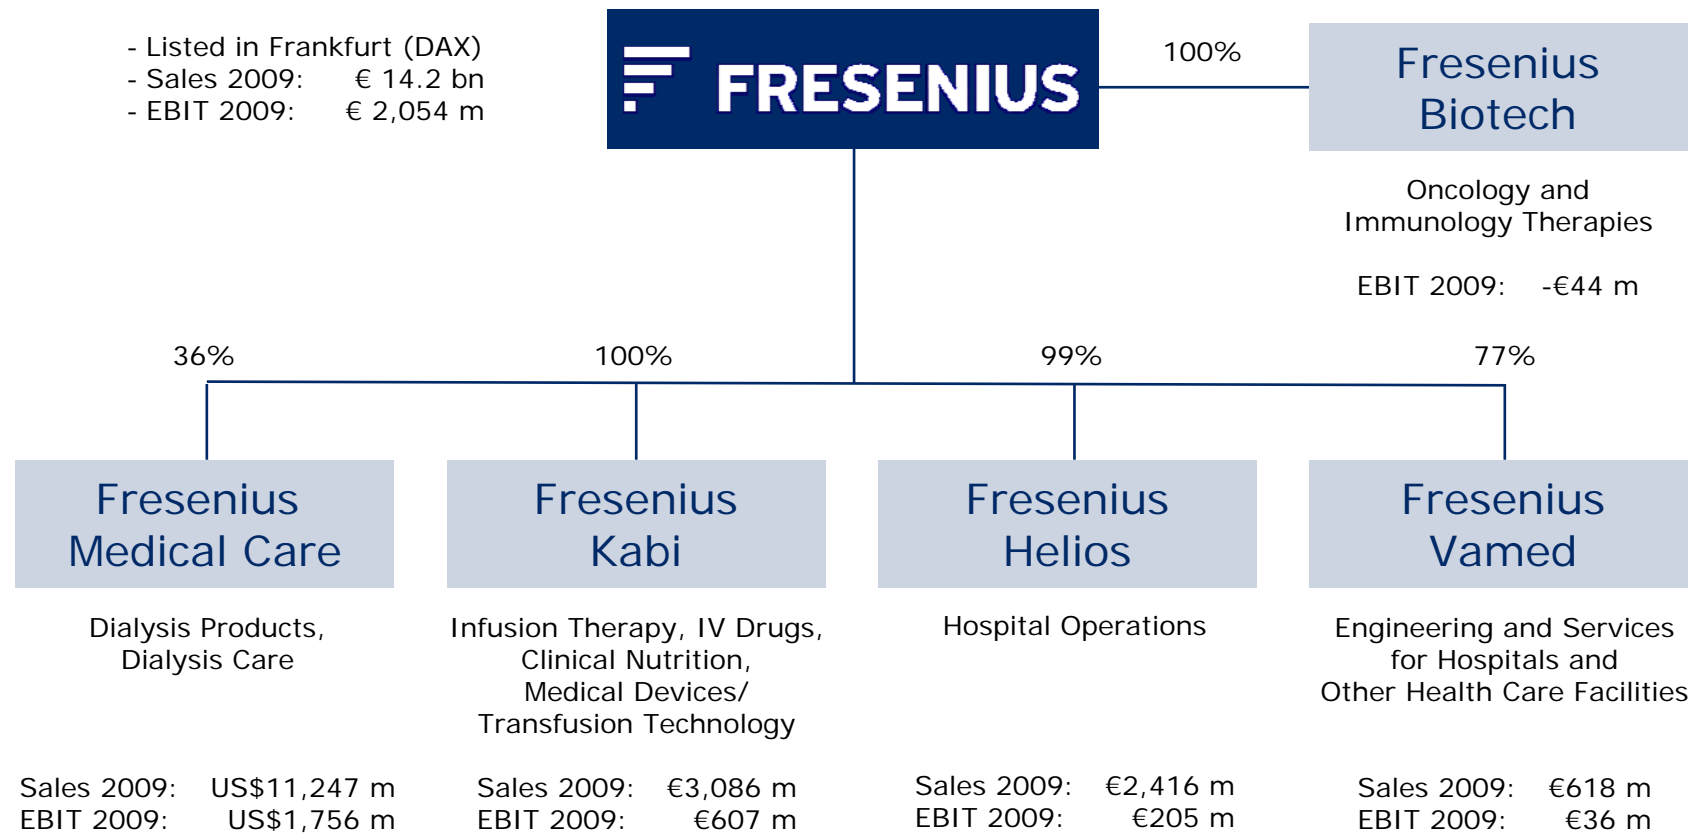 - Listed in Frankfurt (DAX)
- Sales 2009: € 14.2 bn
- EBIT 2009: € 2,054 m
FRESENIUS
100%
Fresenius
Biotech
Oncology and
Immunology Therapies
EBIT 2009: -€44 m
36%
100%
99%
77%
Fresenius
Medical Care
Dialysis Products,
Dialysis Care
Sales 2009: US$11,247 m
EBIT 2009: US$1,756 m
Fresenius
Kabi
Infusion Therapy, IV Drugs,
Clinical Nutrition,
Medical Devices/
Transfusion Technology
Sales 2009: €3,086 m
EBIT 2009: €607 m
Fresenius
Helios
Hospital Operations
Sales 2009: €2,416 m
EBIT 2009: €205 m
Fresenius
Vamed
Engineering and Services
for Hospitals and
Other Health Care Facilities
Sales 2009: €618 m
EBIT 2009: €36 m